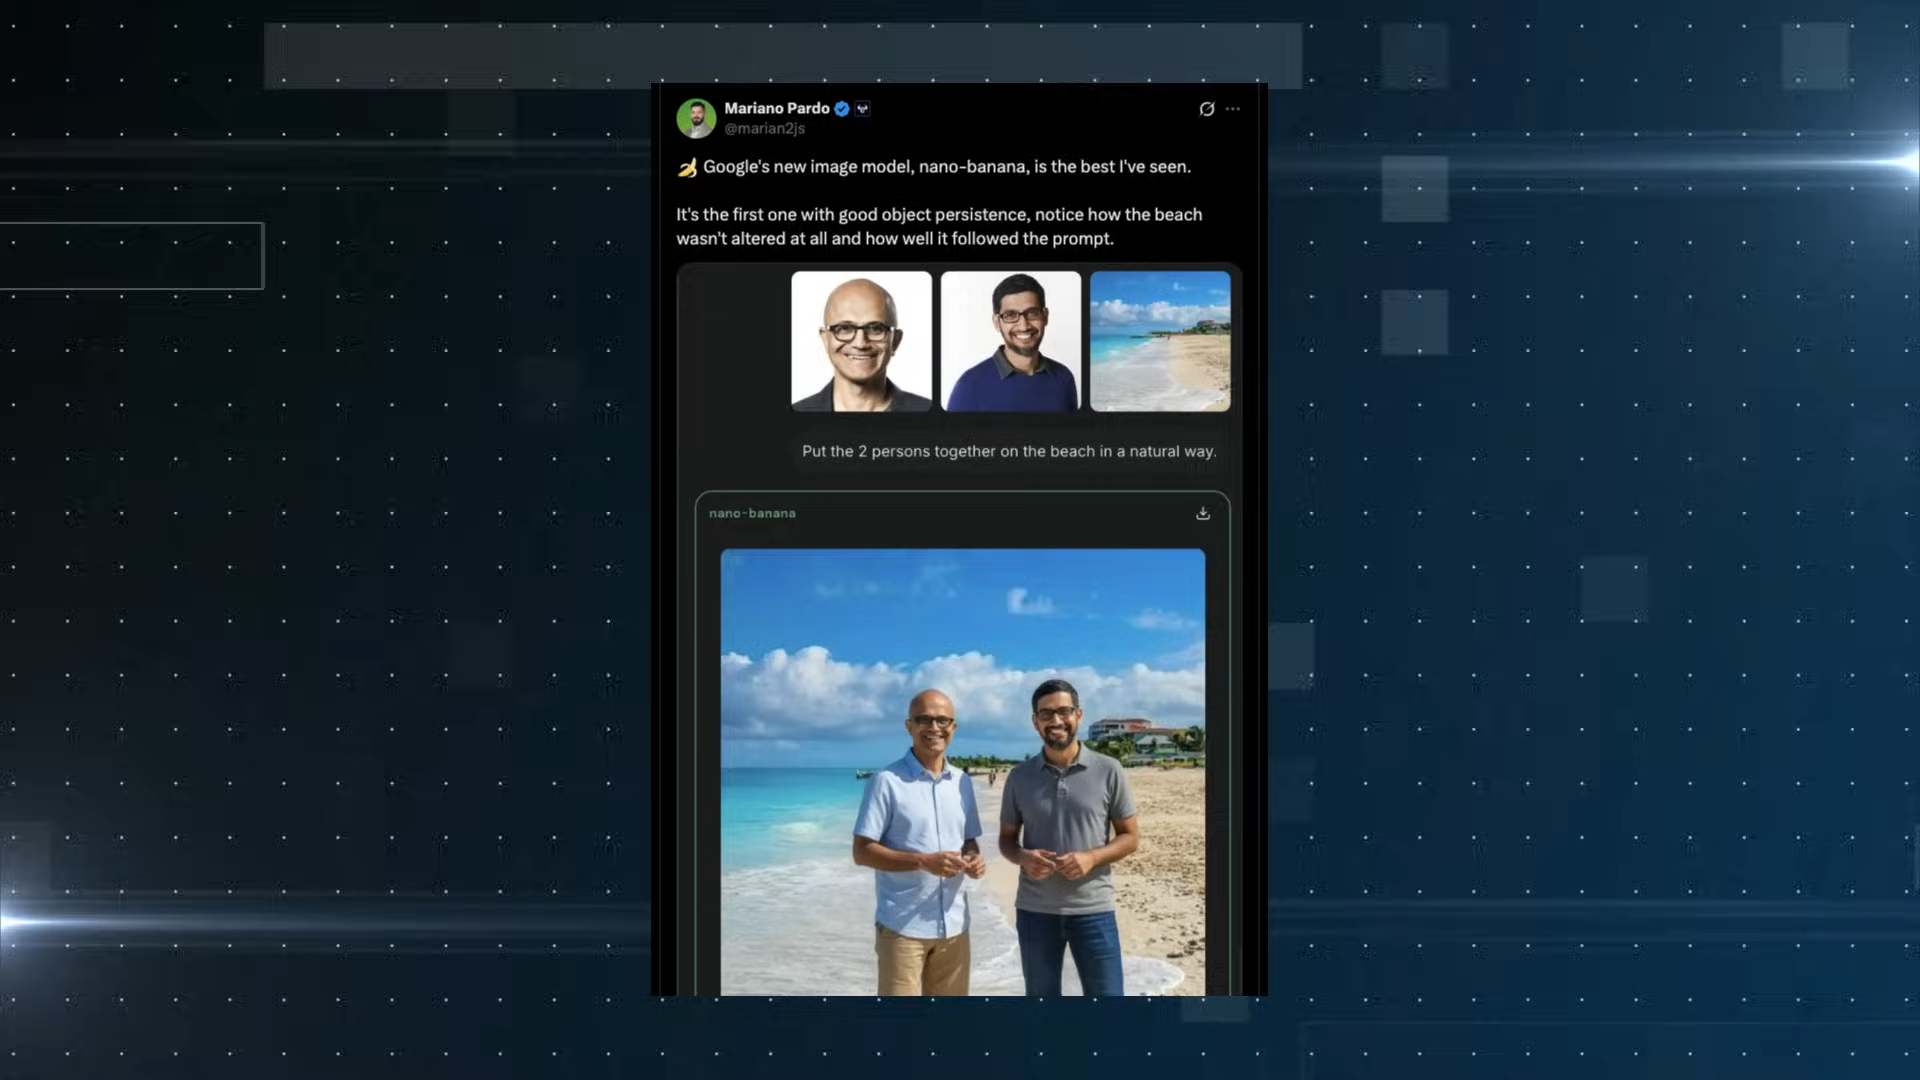 Mariano Pardo
@marian2js
🍌 Google's new image model, nano-banana, is the best I've seen.
It's the first one with good object persistence, notice how the beach
wasn't altered at all and how well it followed the prompt.
Put the 2 persons together on the beach in a natural way.
nano-banana